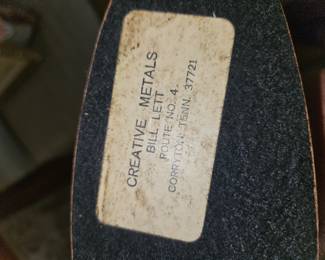 CREATIVE METALS
BILL LETT
ROUTE NO. 4
CORRYTON, TENN. 37721